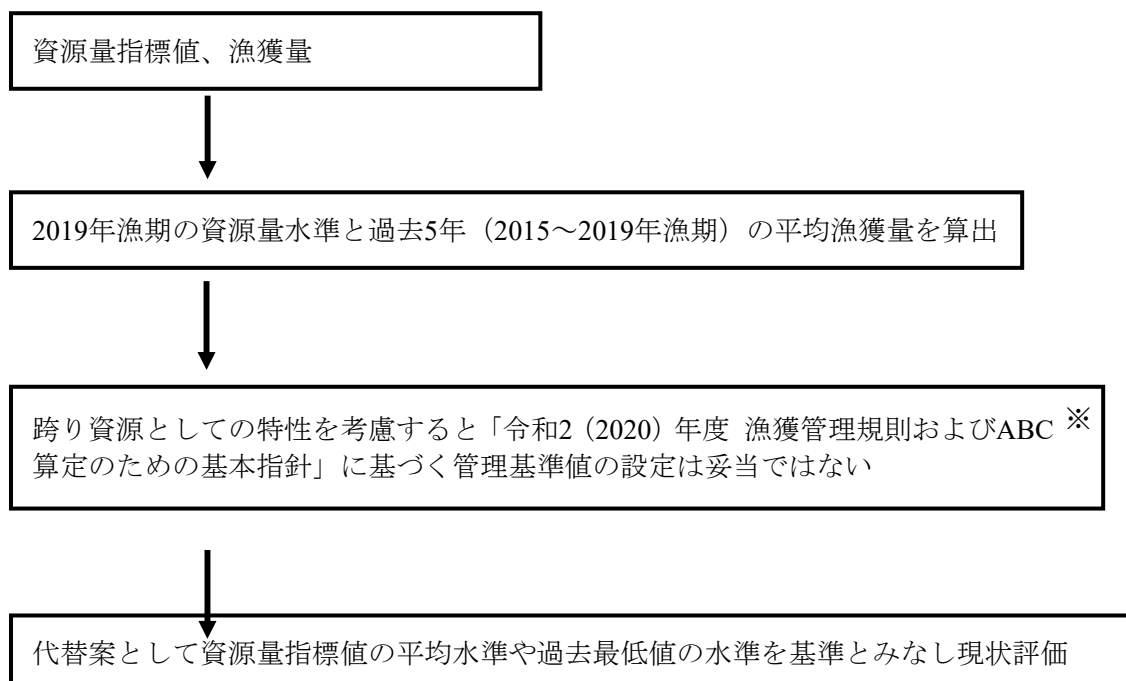 資源量指標値、漁獲量
2019年漁期の資源量水準と過去5年（2015～2019年漁期）の平均漁獲量を算出
跨り資源としての特性を考慮すると「令和2（2020）年度 漁獲管理規則およびABC ※
算定のための基本指針」に基づく管理基準値の設定は妥当ではない
代替案として資源量指標値の平均水準や過去最低値の水準を基準とみなし現状評価